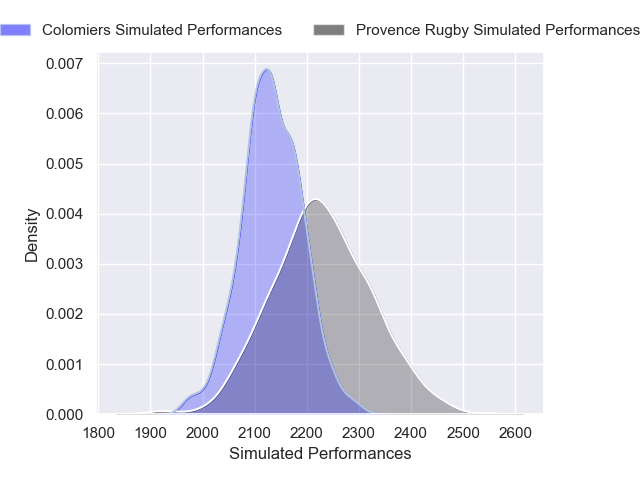 Colomiers Simulated Performances
Provence Rugby Simulated Performances
0.007
0.006
0.005
0.004
0.003
0.002
0.001
0.000
Density
1800 1900 2000 2100 2200 2300 2400 2500 2600
Simulated Performances